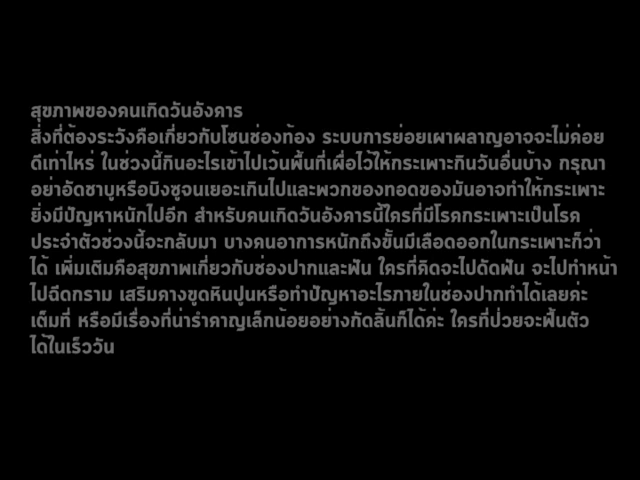 สุขภาพของคนเกิดวันอังคาร
สิ่งที่ต้องระวังคือเกี่ยวกับโซนช่องท้อง ระบบการย่อยเผาผลาญอาจจะไม่ค่อย
ดีเท่าไหร่ ในช่วงนี้กินอะไรเข้าไปเว้นพื้นที่เผื่อไว้ให้กระเพาะกินวันอื่นบ้าง กรุณา
อย่าอัดชาบูหรือบิงซูจนเยอะเกินไปและพวกของทอดของมันอาจทำให้กระเพาะ
ยิ่งมีปัญหาหนักไปอีก สำหรับคนเกิดวันอังคารนี้ใครที่มีโรคกระเพาะเป็นโรค
ประจำตัวช่วงนี้จะกลับมา บางคนอาการหนักถึงขั้นมีเลือดออกในกระเพาะก็ว่า
ได้ เพิ่มเติมคือสุขภาพเกี่ยวกับช่องปากและฟัน ใครที่คิดจะไปดัดฟัน จะไปทำหน้า
ไปฉีดกราม เสริมคางขูดหินปูนหรือทำปัญหาอะไรภายในช่องปากทำได้เลยค่ะ
เต็มที่ หรือมีเรื่องที่น่ารำคาญเล็กน้อยอย่างกัดลิ้นก็ได้ค่ะ ใครที่ป่วยจะฟื้นตัว
ได้ในเร็ววัน